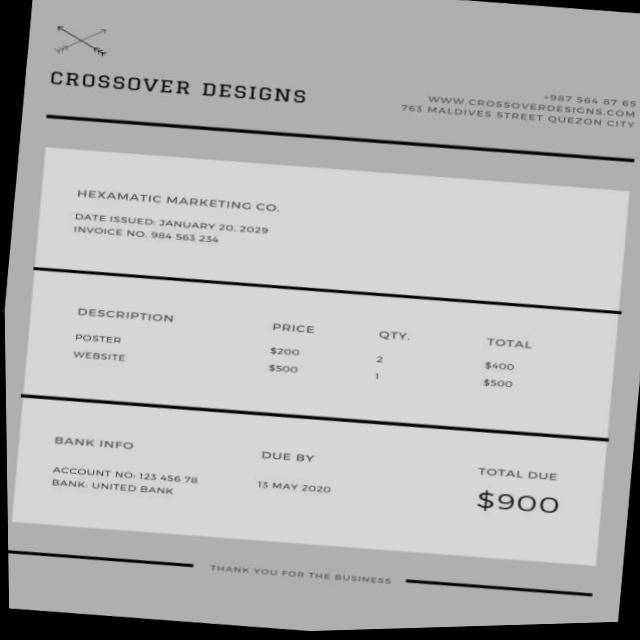 CROSSOVER DESIGNS
+987 564 87 65
WWW.CROSSOVERDESIGNS.COM
763 MALDIVES STREET QUEZON CITY
HEXAMATIC MARKETING CO.
DATE ISSUED: JANUARY 20, 2029
INVOICE NO. 984 563 234
DESCRIPTION PRICE QTY. TOTAL
POSTER $200 2 $400
WEBSITE $500 1 $500
BANK INFO DUE BY TOTAL DUE
ACCOUNT NO: 123 456 78
BANK: UNITED BANK
13 MAY 2020
$900
THANK YOU FOR THE BUSINESS